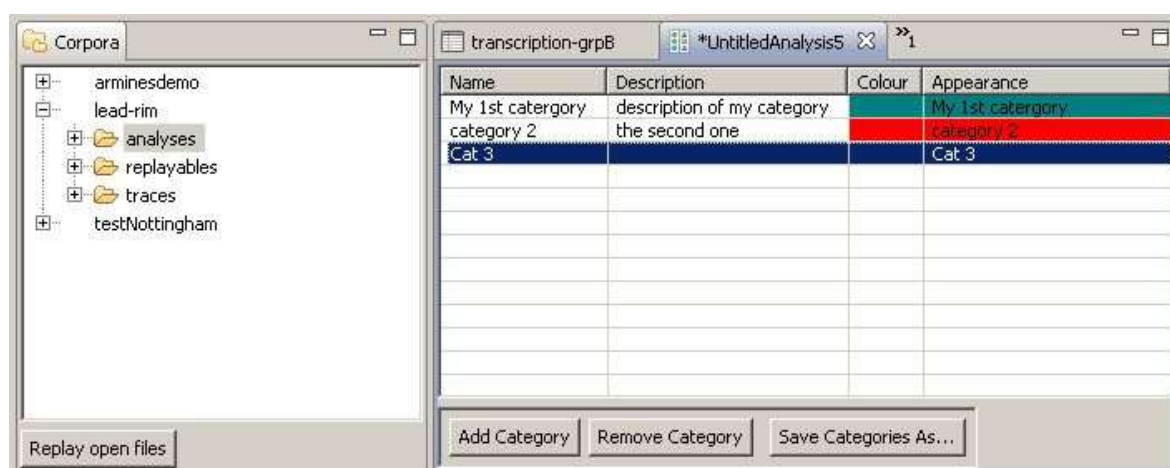 Corpora
arminesdemo
lead-rim
analyses
replayables
traces
testNottingham
Replay open files
transcription-grpB *UntitledAnalysis5 »1
Name Description Colour Appearance
My 1st catergory description of my category My 1st catergory
category 2 the second one category 2
Cat 3 Cat 3
Add Category Remove Category Save Categories As...